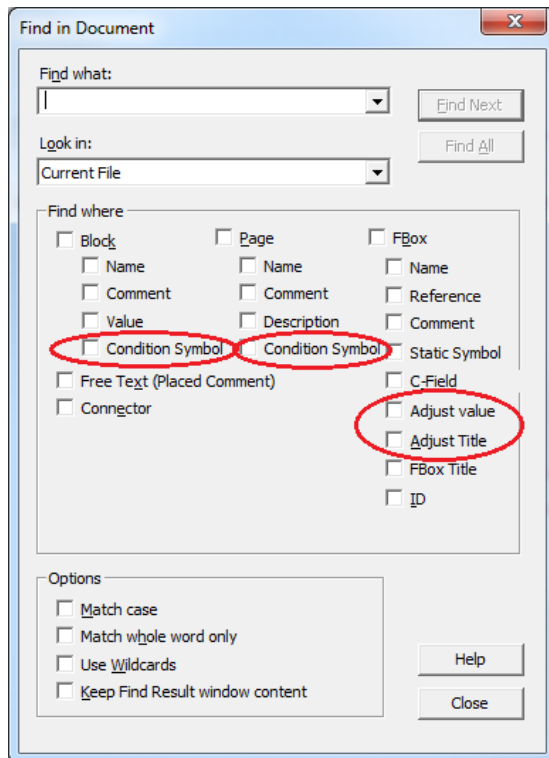 Find in Document
Find what:
Find Next
Look in:
Find All
Current File
Find where
Block
Name
Comment
Value
Condition Symbol
Free Text (Placed Comment)
Connector
Page
Name
Comment
Description
Condition Symbol
FBox
Name
Reference
Comment
Static Symbol
C-Field
Adjust value
Adjust Title
FBox Title
ID
Options
Match case
Match whole word only
Use Wildcards
Keep Find Result window content
Help
Close